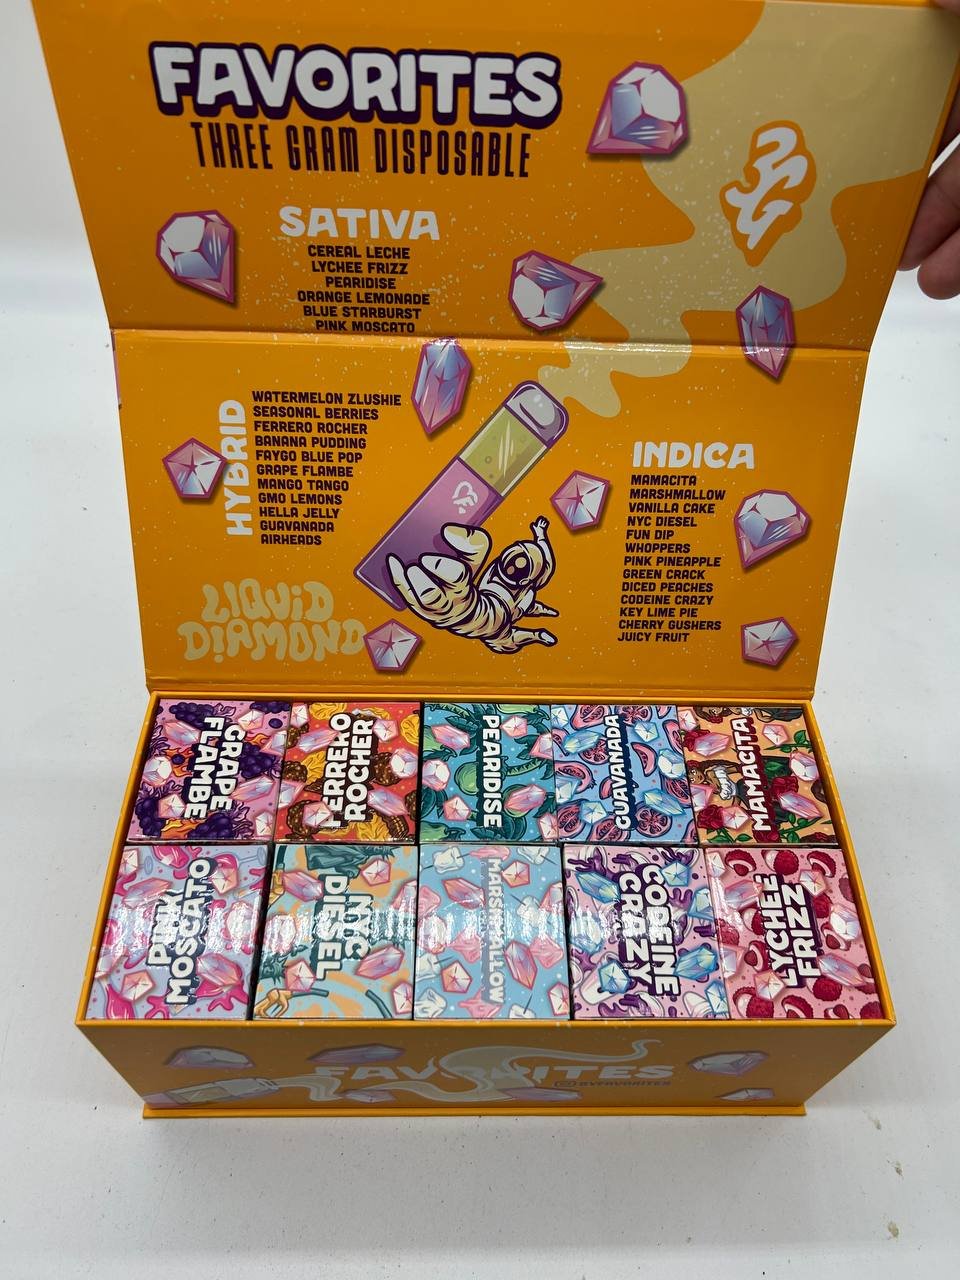 FAVORITES
THREE GRAM DISPOSABLE
3G
SATIVA
CEREAL LECHE
LYCHEE FRIZZ
PEARIDISE
ORANGE LEMONADE
BLUE STARBURST
PINK MOSCATO
HYBRID
WATERMELON ZLUSHIE
SEASONAL BERRIES
FERRERO ROCHER
BANANA PUDDING
FAYGO BLUE POP
GRAPE FLAMBE
MANGO TANGO
GMO LEMONS
HELLA JELLY
GUAVANADA
AIRHEADS
INDICA
MAMACITA
MARSHMALLOW
VANILLA CAKE
NYC DIESEL
FUN DIP
WHOPPERS
PINK PINEAPPLE
GREEN CRACK
DICED PEACHES
CODEINE CRAZY
KEY LIME PIE
CHERRY GUSHERS
JUICY FRUIT
LIQUID
DIAMOND
GRAPE
FLAMBE
FERRERO
ROCHER
PEARIDISE
GUAVANADA
MAMACITA
PINK
MOSCATO
NYC
DIESEL
MARSHMALLOW
CODEINE
CRAZY
LYCHEE
FRIZZ
FAVORITES
@BYFAVORITES